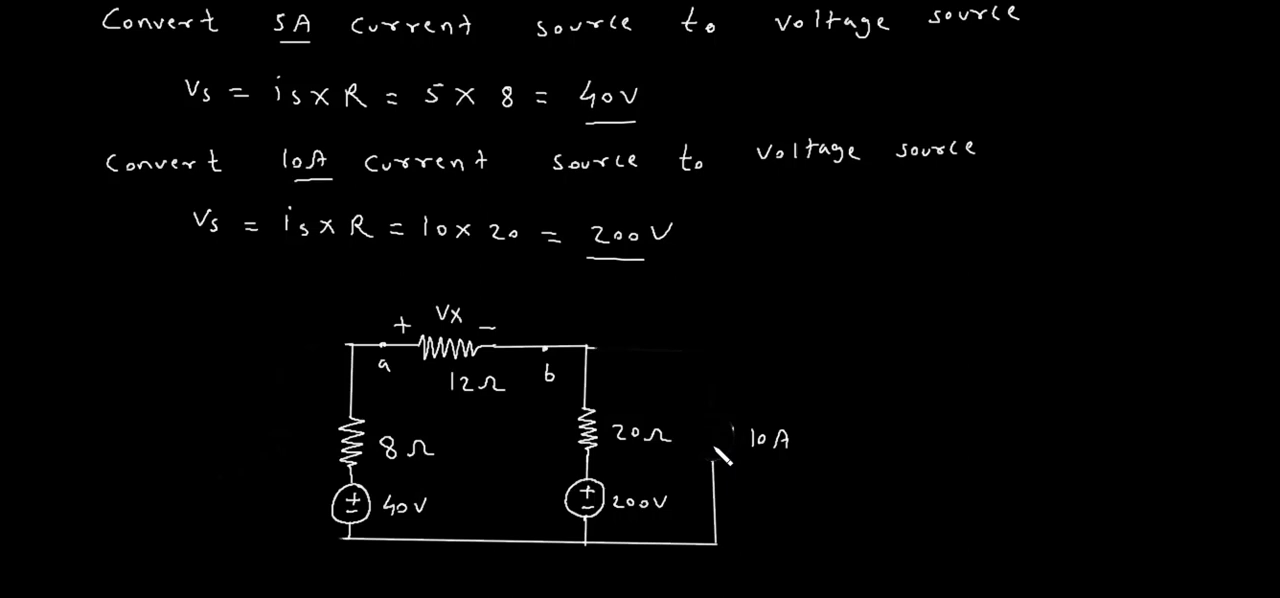 Convert 5A current source to voltage source
Vs = is x R = 5 x 8 = 40V
Convert 10A current source to voltage source
Vs = is x R = 10 x 20 = 200V
+ Vx -
a
12Ω
b
8Ω
20Ω
10A
+ - 40V
+ - 200V